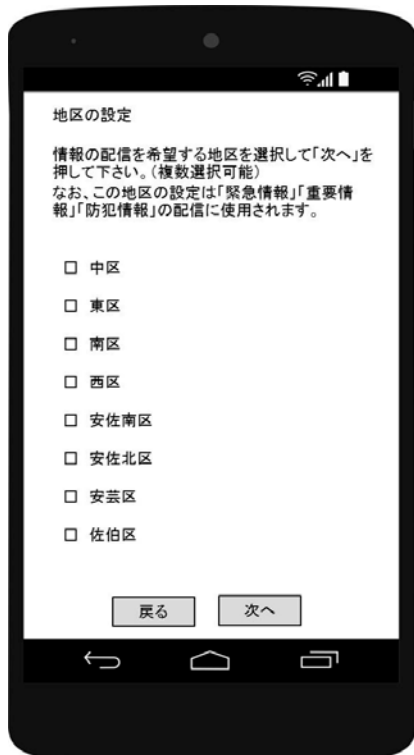 地区の設定
情報の配信を希望する地区を選択して「次へ」を
押して下さい。(複数選択可能)
なお、この地区の設定は「緊急情報」「重要情
報」「防犯情報」の配信に使用されます。
□ 中区
□ 東区
□ 南区
□ 西区
□ 安佐南区
□ 安佐北区
□ 安芸区
□ 佐伯区
戻る 次へ